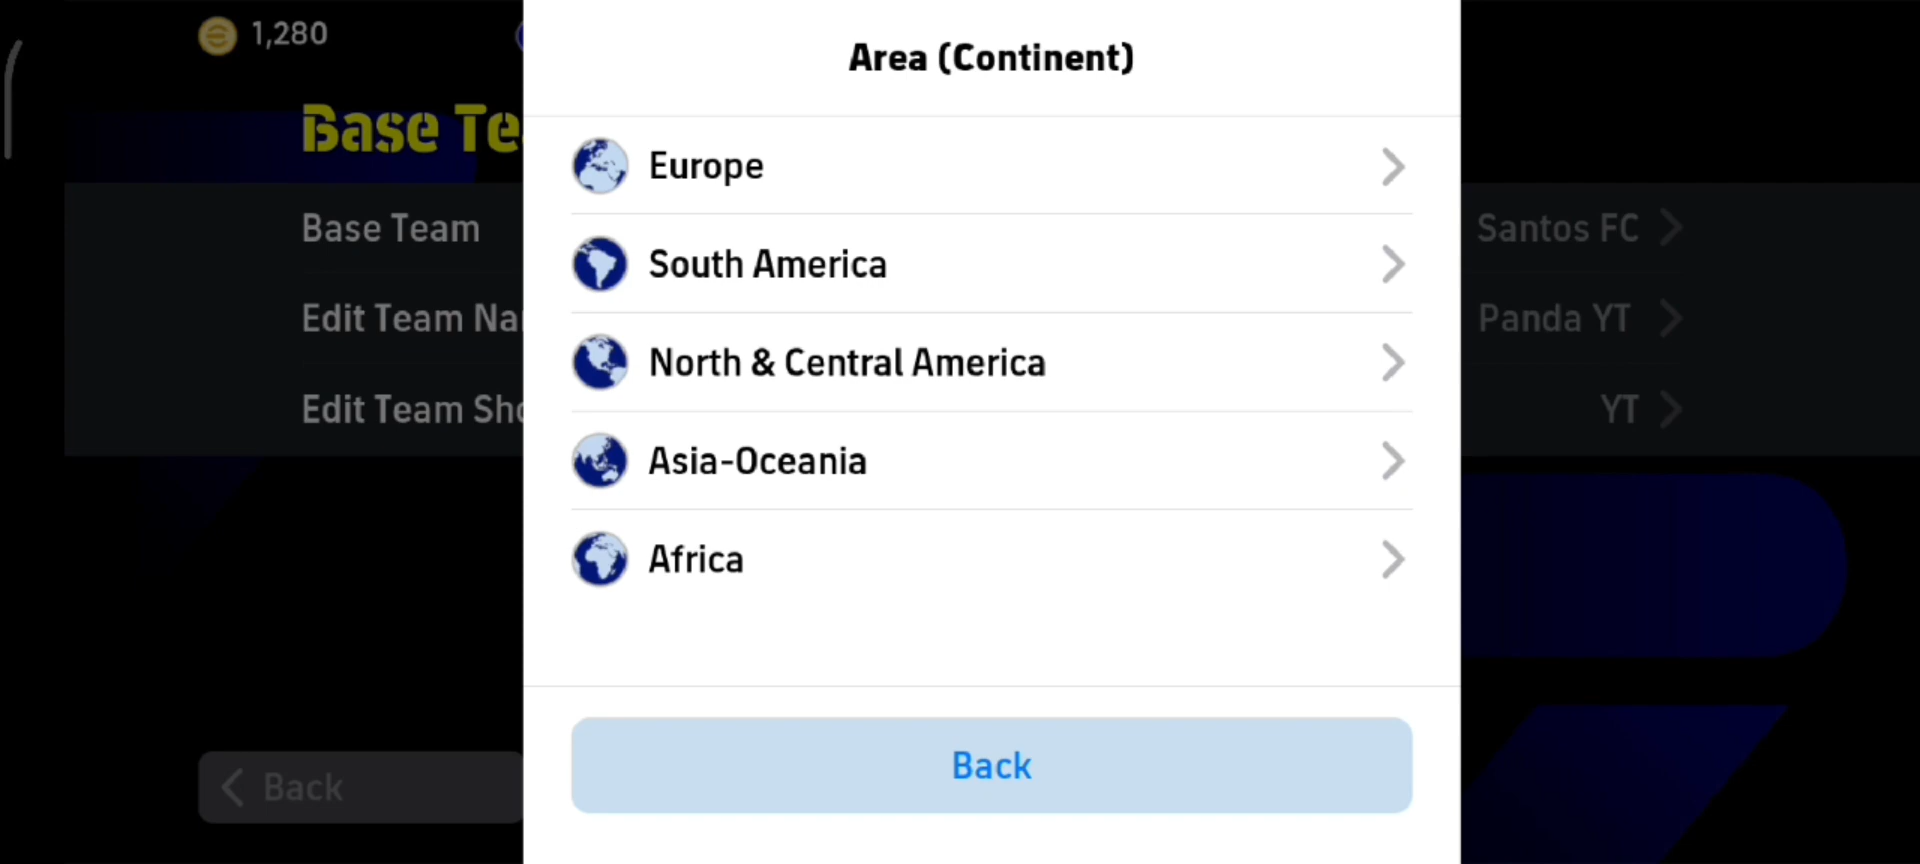 1,280
Area (Continent)
Base Te
Europe
Base Team
Santos FC
South America
Edit Team Na
Panda YT
North & Central America
Edit Team Sho
YT
Asia-Oceania
Africa
Back
Back